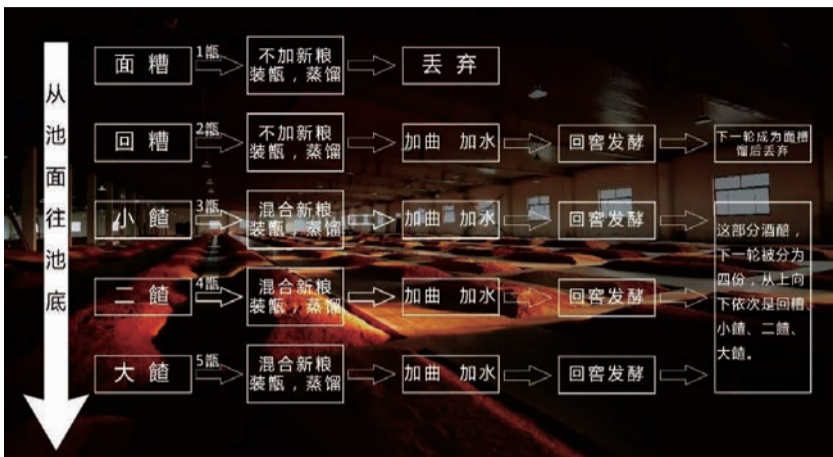 从
池
面
往
池
底
面 糟
1甑
不加新粮
装甑，蒸馏
丢 弃
回 糟
2甑
不加新粮
装甑，蒸馏
加曲 加水
回窖发酵
下一轮成为面糟
馏后丢弃
小 馇
3甑
混合新粮
装甑，蒸馏
加曲 加水
回窖发酵
二 馇
4甑
混合新粮
装甑，蒸馏
加曲 加水
回窖发酵
大 馇
5甑
混合新粮
装甑，蒸馏
加曲 加水
回窖发酵
这部分酒醅，
下一轮被分为
四份，从上向
下依次是回糟、
小馇、二馇、
大馇。